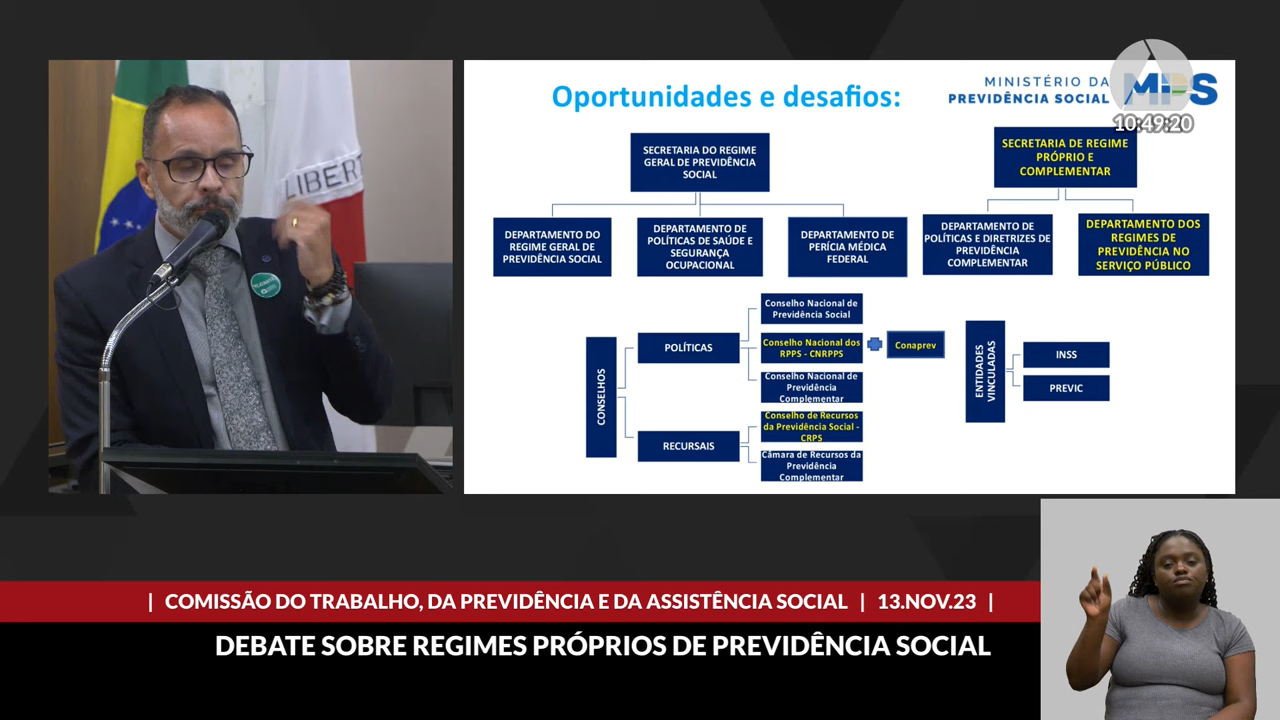 LIBERT
Oportunidades e desafios:
MINISTÉRIO DA
PREVIDÊNCIA SOCIAL
MPS
10:49:20
SECRETARIA DO REGIME
GERAL DE PREVIDÊNCIA
SOCIAL
SECRETARIA DE REGIME
PRÓPRIO E
COMPLEMENTAR
DEPARTAMENTO DO
REGIME GERAL DE
PREVIDÊNCIA SOCIAL
DEPARTAMENTO DE
POLÍTICAS DE SAÚDE E
SEGURANÇA
OCUPACIONAL
DEPARTAMENTO DE
PERÍCIA MÉDICA
FEDERAL
DEPARTAMENTO DE
POLÍTICAS E DIRETRIZES DE
PREVIDÊNCIA
COMPLEMENTAR
DEPARTAMENTO DOS
REGIMES DE
PREVIDÊNCIA NO
SERVIÇO PÚBLICO
CONSELHOS
POLÍTICAS
Conselho Nacional de
Previdência Social
Conselho Nacional dos
RPPS - CNRPPS
Conaprev
Conselho Nacional de
Previdência
Complementar
RECURSAIS
Conselho de Recursos
da Previdência Social -
CRPS
Câmara de Recursos da
Previdência
Complementar
ENTIDADES
VINCULADAS
INSS
PREVIC
| COMISSÃO DO TRABALHO, DA PREVIDÊNCIA E DA ASSISTÊNCIA SOCIAL | 13.NOV.23 |
DEBATE SOBRE REGIMES PRÓPRIOS DE PREVIDÊNCIA SOCIAL